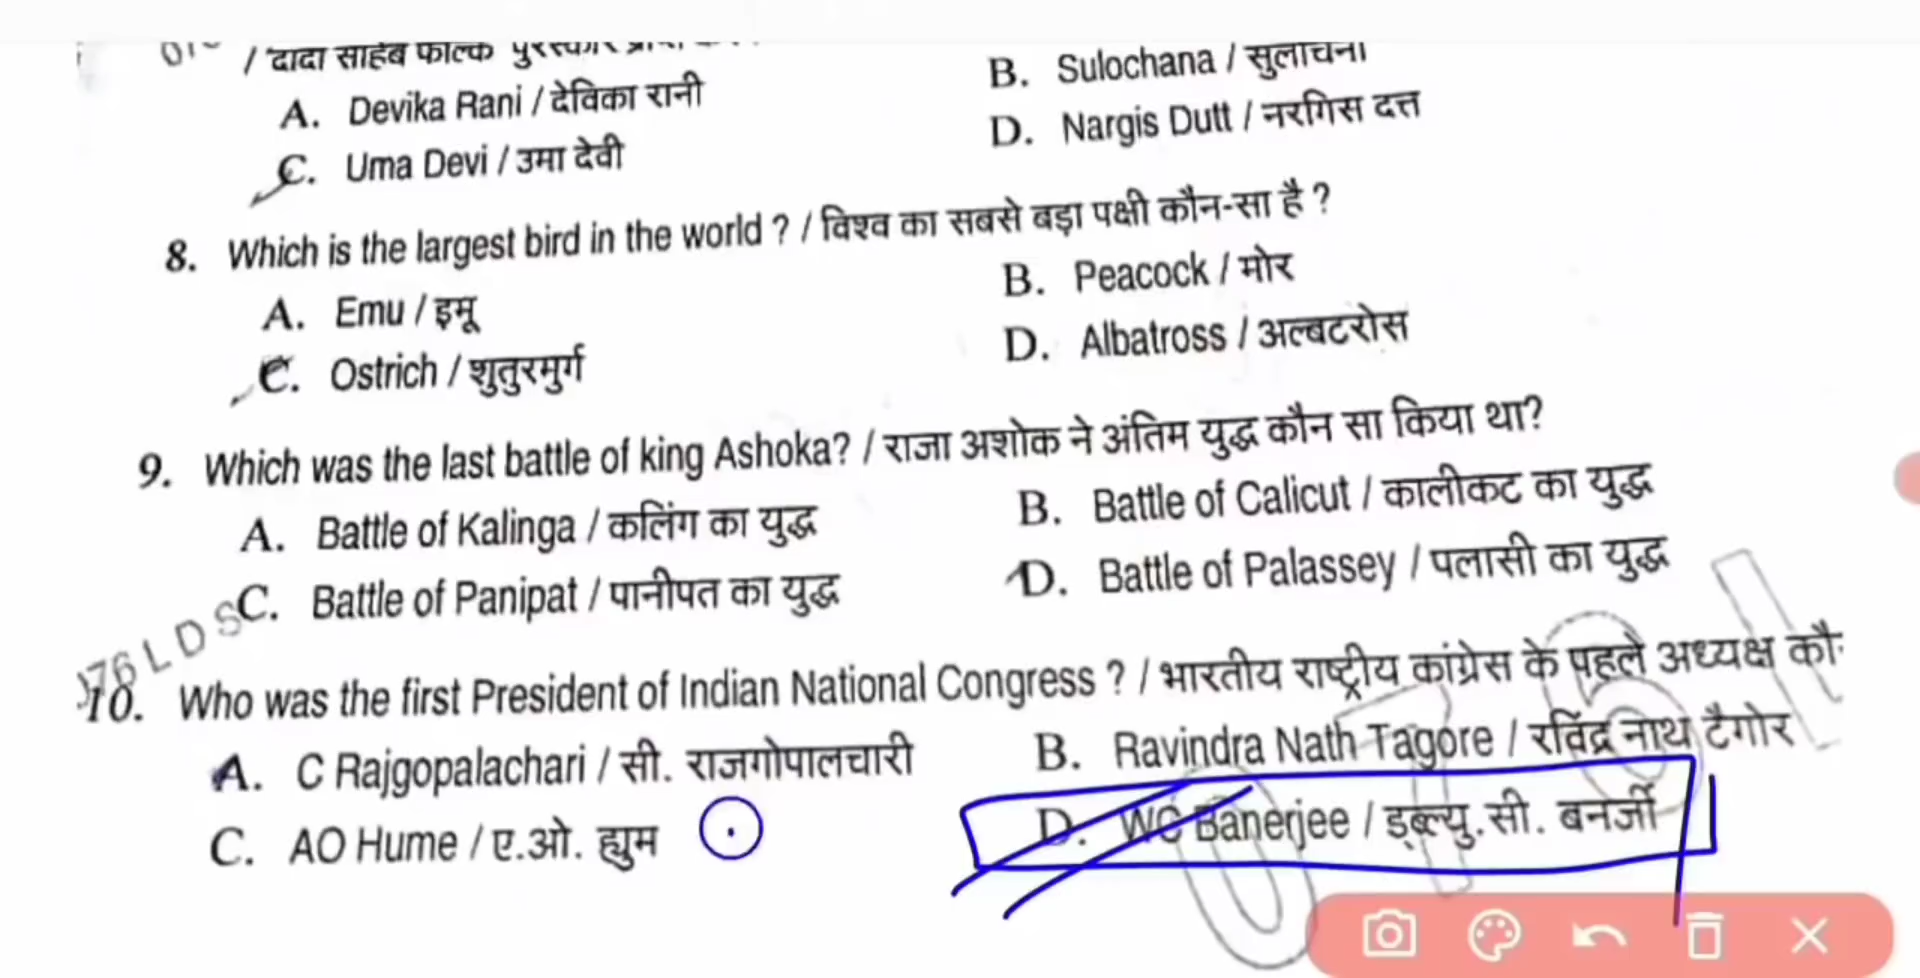 / दादा साहेब फाल्के पुरस्कार
A. Devika Rani / देविका रानी
B. Sulochana / सुलोचना
C. Uma Devi / उमा देवी
D. Nargis Dutt / नरगिस दत्त
8. Which is the largest bird in the world ? / विश्व का सबसे बड़ा पक्षी कौन-सा है ?
A. Emu / इमू
B. Peacock / मोर
C. Ostrich / शुतुरमुर्ग
D. Albatross / अल्बटरोस
9. Which was the last battle of king Ashoka? / राजा अशोक ने अंतिम युद्ध कौन सा किया था?
A. Battle of Kalinga / कलिंग का युद्ध
B. Battle of Calicut / कालीकट का युद्ध
C. Battle of Panipat / पानीपत का युद्ध
D. Battle of Palassey / पलासी का युद्ध
76LDS
10. Who was the first President of Indian National Congress ? / भारतीय राष्ट्रीय कांग्रेस के पहले अध्यक्ष
A. C Rajgopalachari / सी. राजगोपालचारी
B. Ravindra Nath Tagore / रविंद्र नाथ टैगोर
C. AO Hume / ए.ओ. ह्युम
D. WC Banerjee / डब्ल्यु.सी. बनर्जी